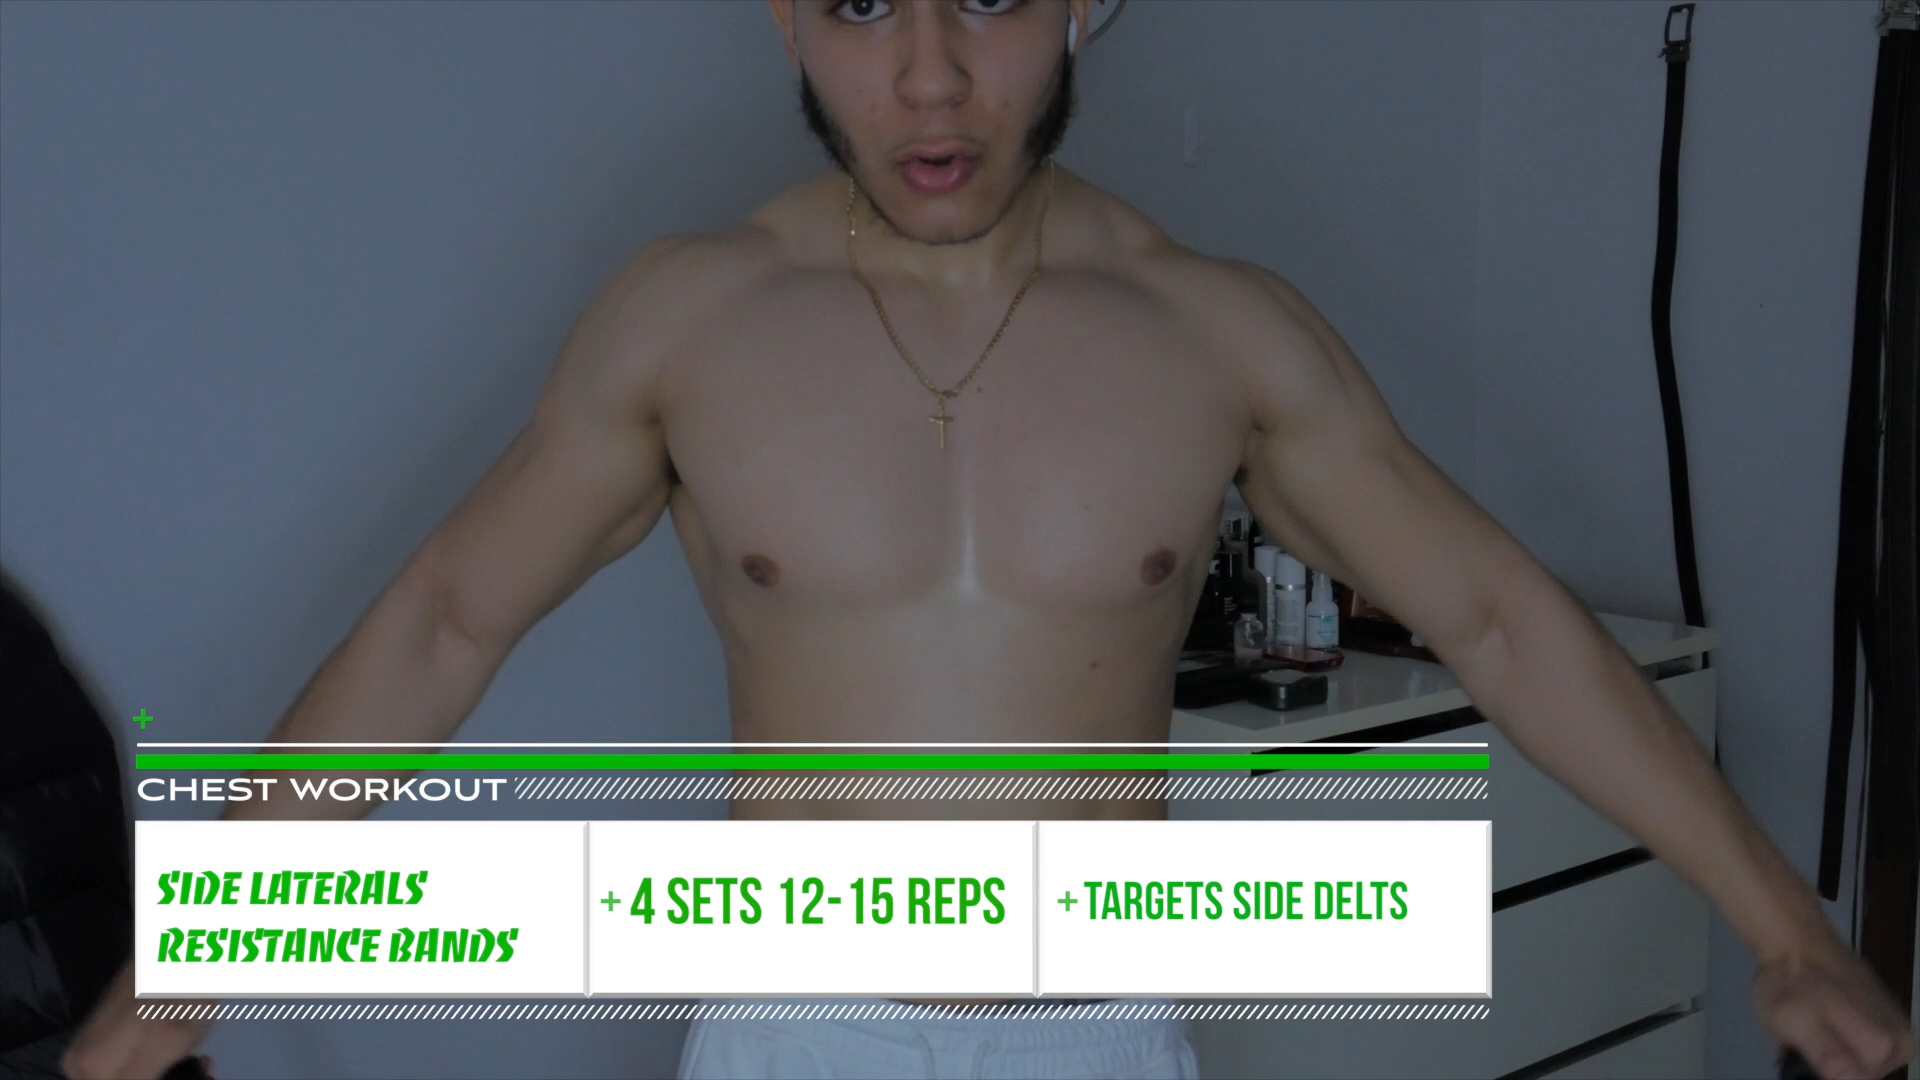 +
CHEST WORKOUT
SIDE LATERALS
RESISTANCE BANDS
+ 4 SETS 12-15 REPS
+ TARGETS SIDE DELTS